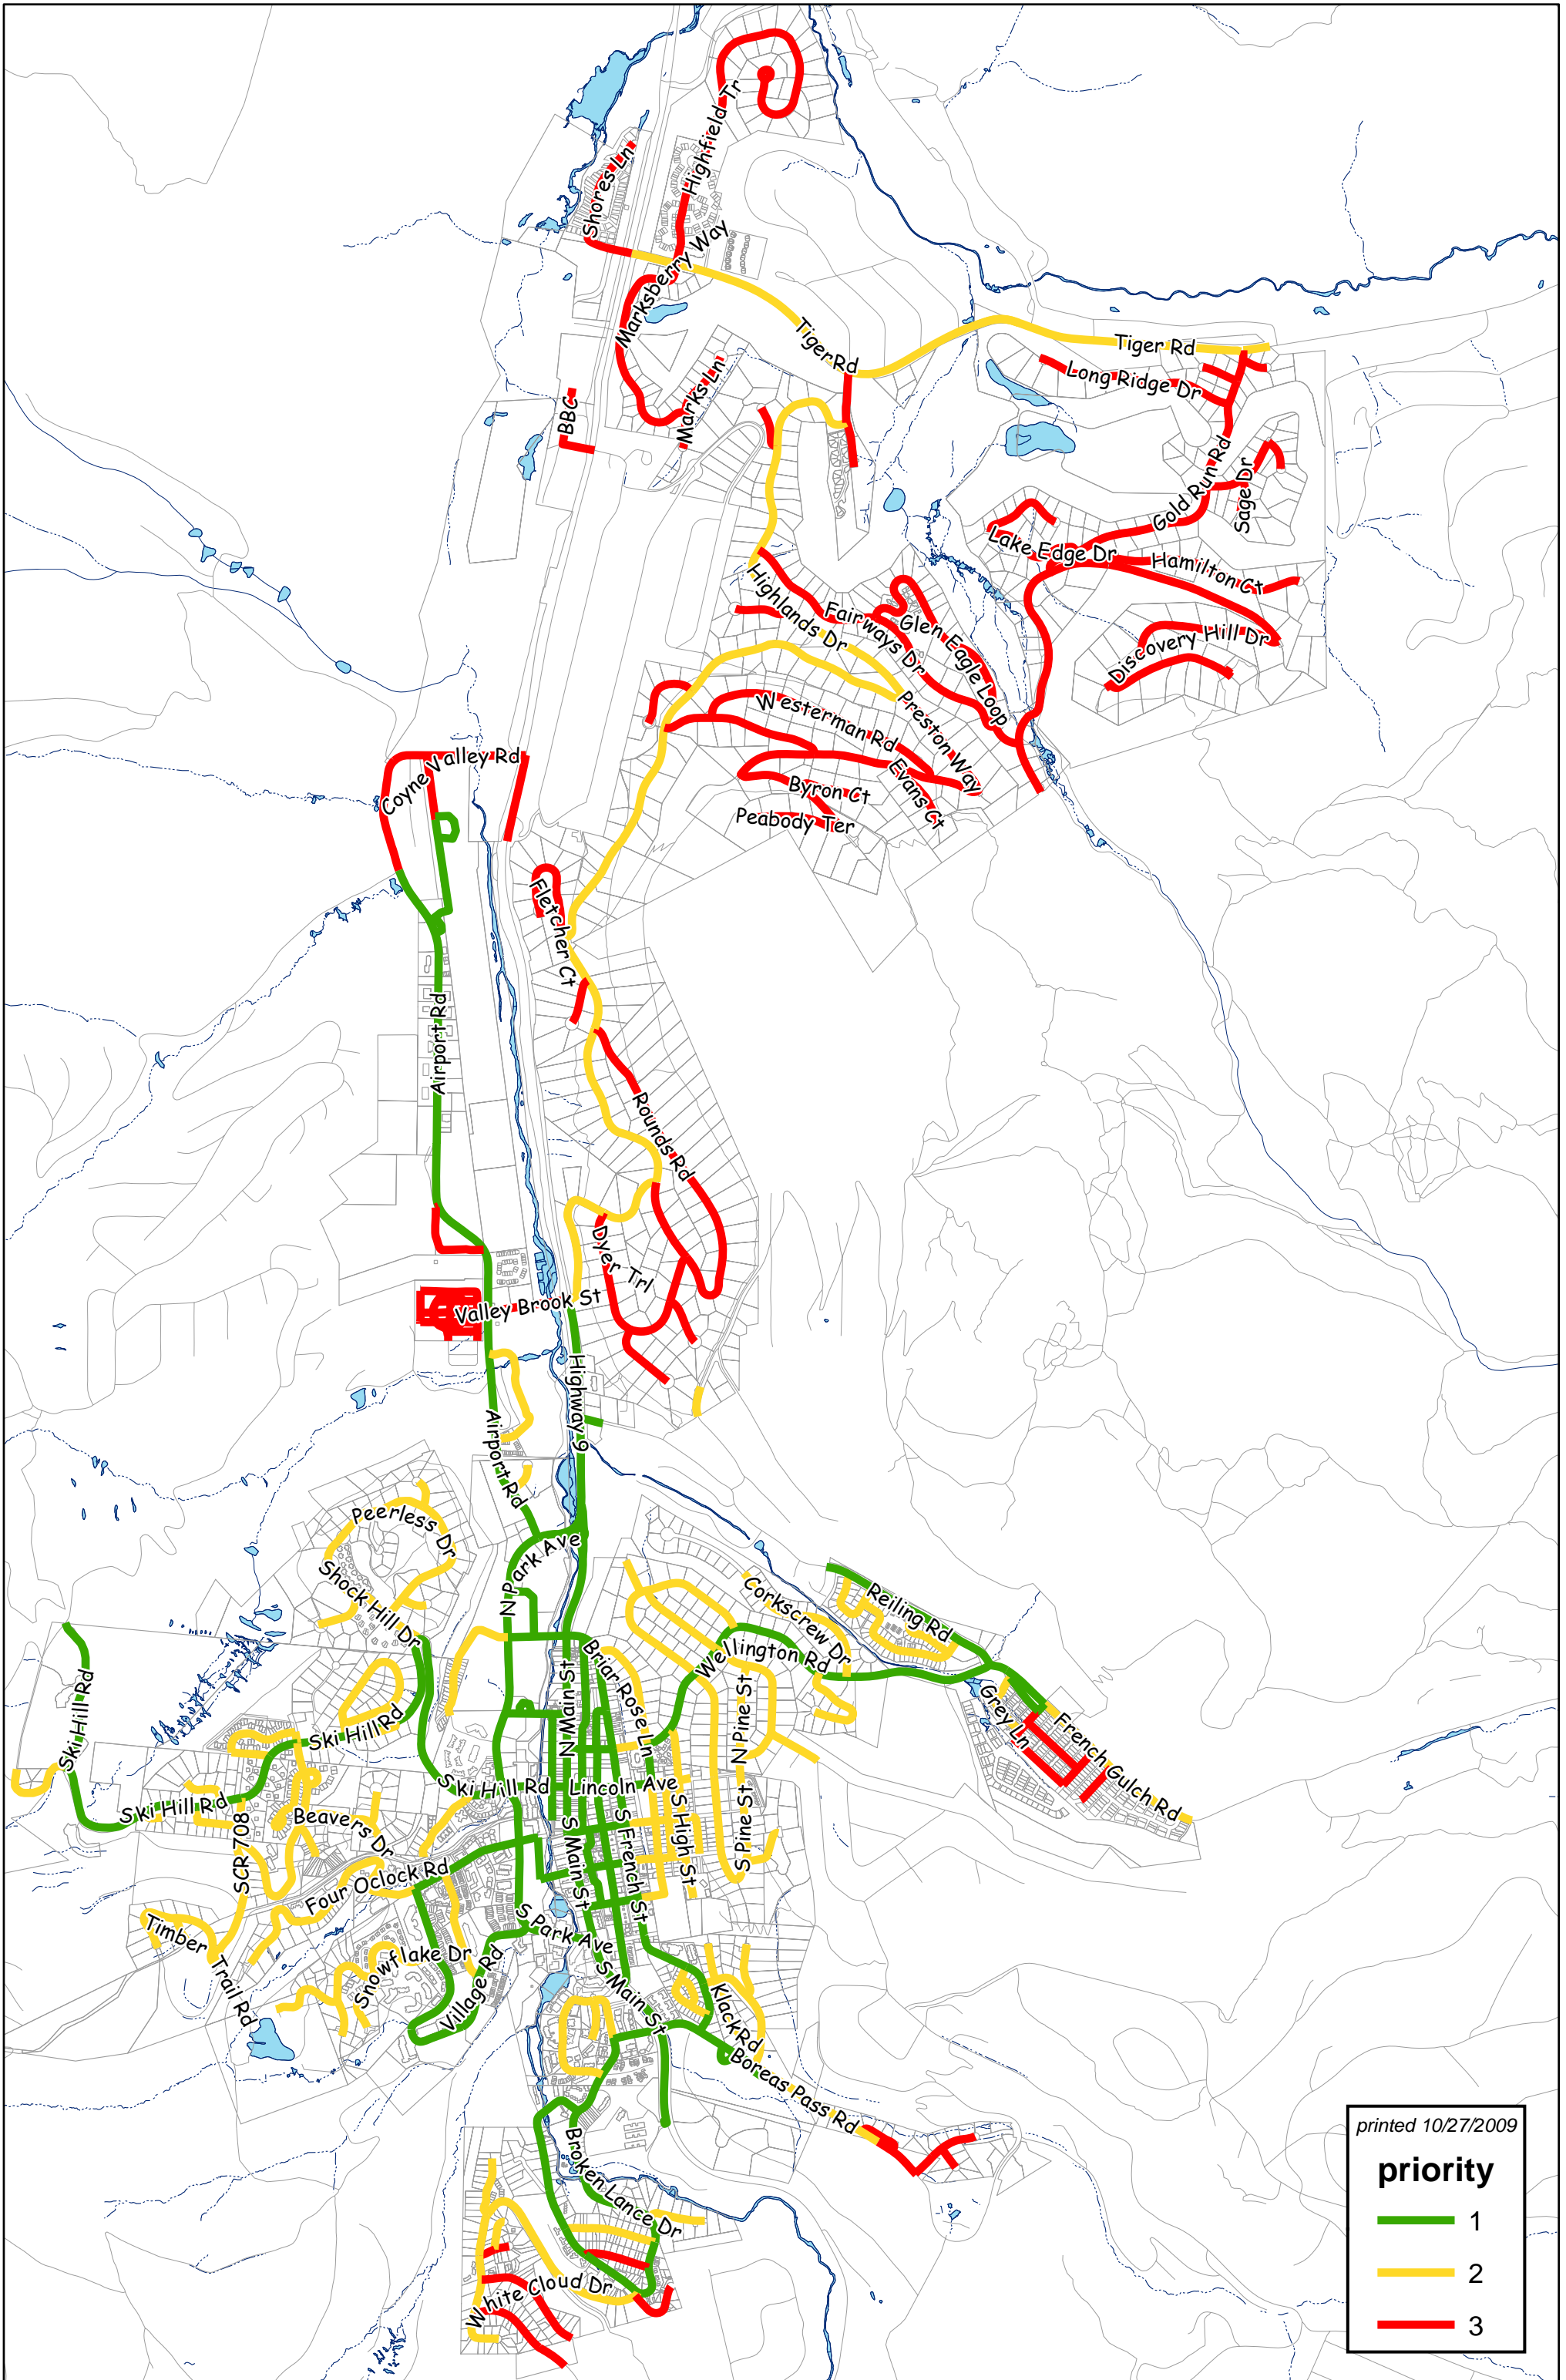 Highfield Tr
Shores Ln
Marksberry Way
Tiger Rd
Tiger Rd
Long Ridge Dr
Marks Ln
BBC
Gold Run Rd
Sage Dr
Lake Edge Dr
Hamilton Ct
Highlands Dr
Fairways Dr
Glen Eagle Loop
Discovery Hill Dr
Westerman Rd
Preston Way
Coyne Valley Rd
Byron Ct
Evans Ct
Peabody Ter
Fletcher Ct
Airport Rd
Rounds Rd
Dyer Trl
Valley Brook St
Highway 9
Airport Rd
Peerless Dr
N Park Ave
Shock Hill Dr
Corkscrew Dr
Reiling Rd
Wellington Rd
Briar Rose Ln
Ski Hill Rd
N Main St
N Pine St
Grey Ln
French Gulch Rd
Ski Hill Rd
Ski Hill Rd
Lincoln Ave
Ski Hill Rd
Beavers Dr
S Main St
S French St
S High St
S Pine St
SCR 708
Four Oclock Rd
Timber Trail Rd
S Park Ave
Snowflake Dr
Village Rd
S Main St
Klack Rd
Boreas Pass Rd
Broken Lance Dr
White Cloud Dr
printed 10/27/2009
priority
1
2
3